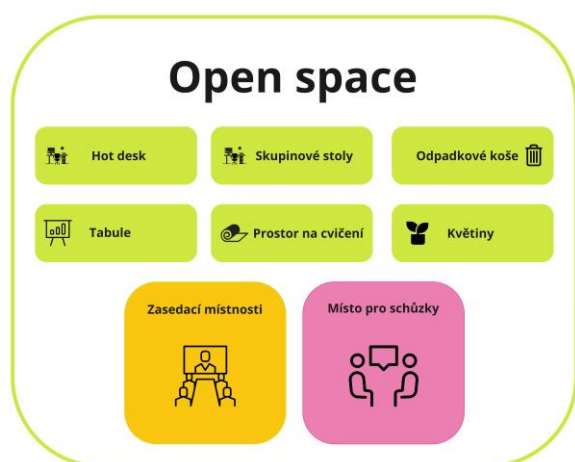 Open space
Hot desk
Skupinové stoly
Odpadkové koše
Tabule
Prostor na cvičení
Květiny
Zasedací místnosti
Místo pro schůzky